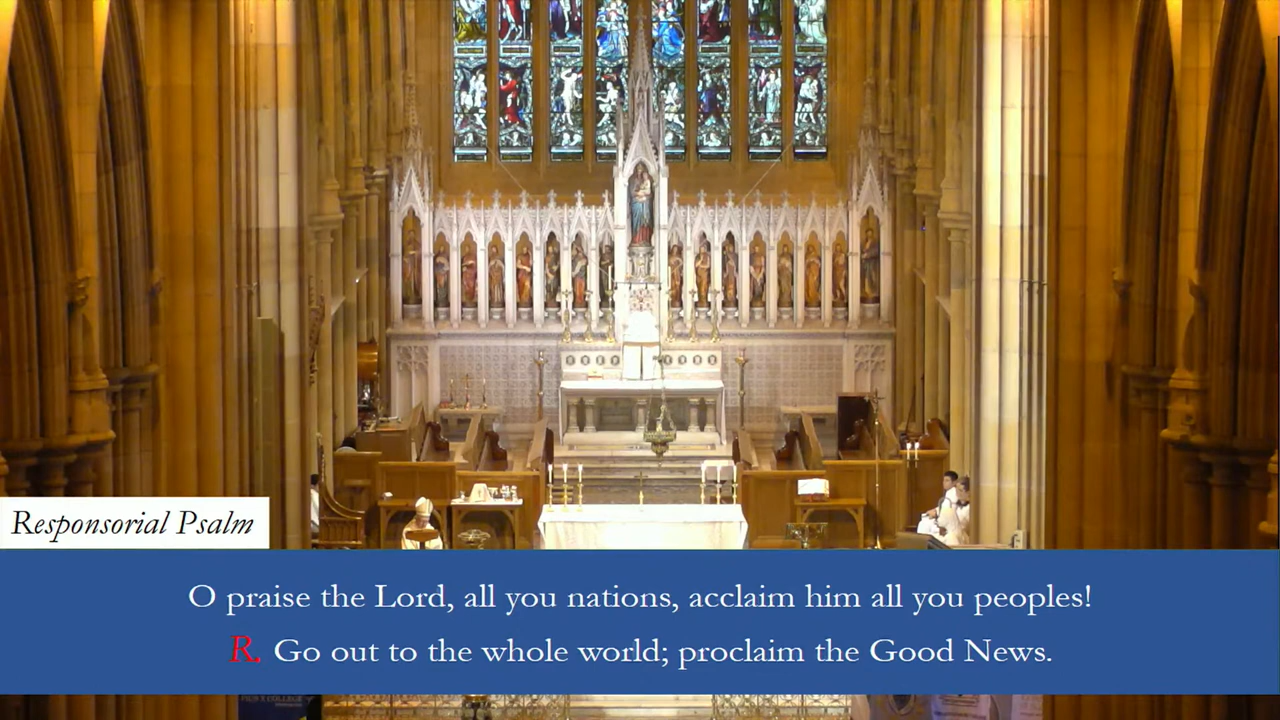 Responsorial Psalm
O praise the Lord, all you nations, acclaim him all you peoples!
R. Go out to the whole world; proclaim the Good News.